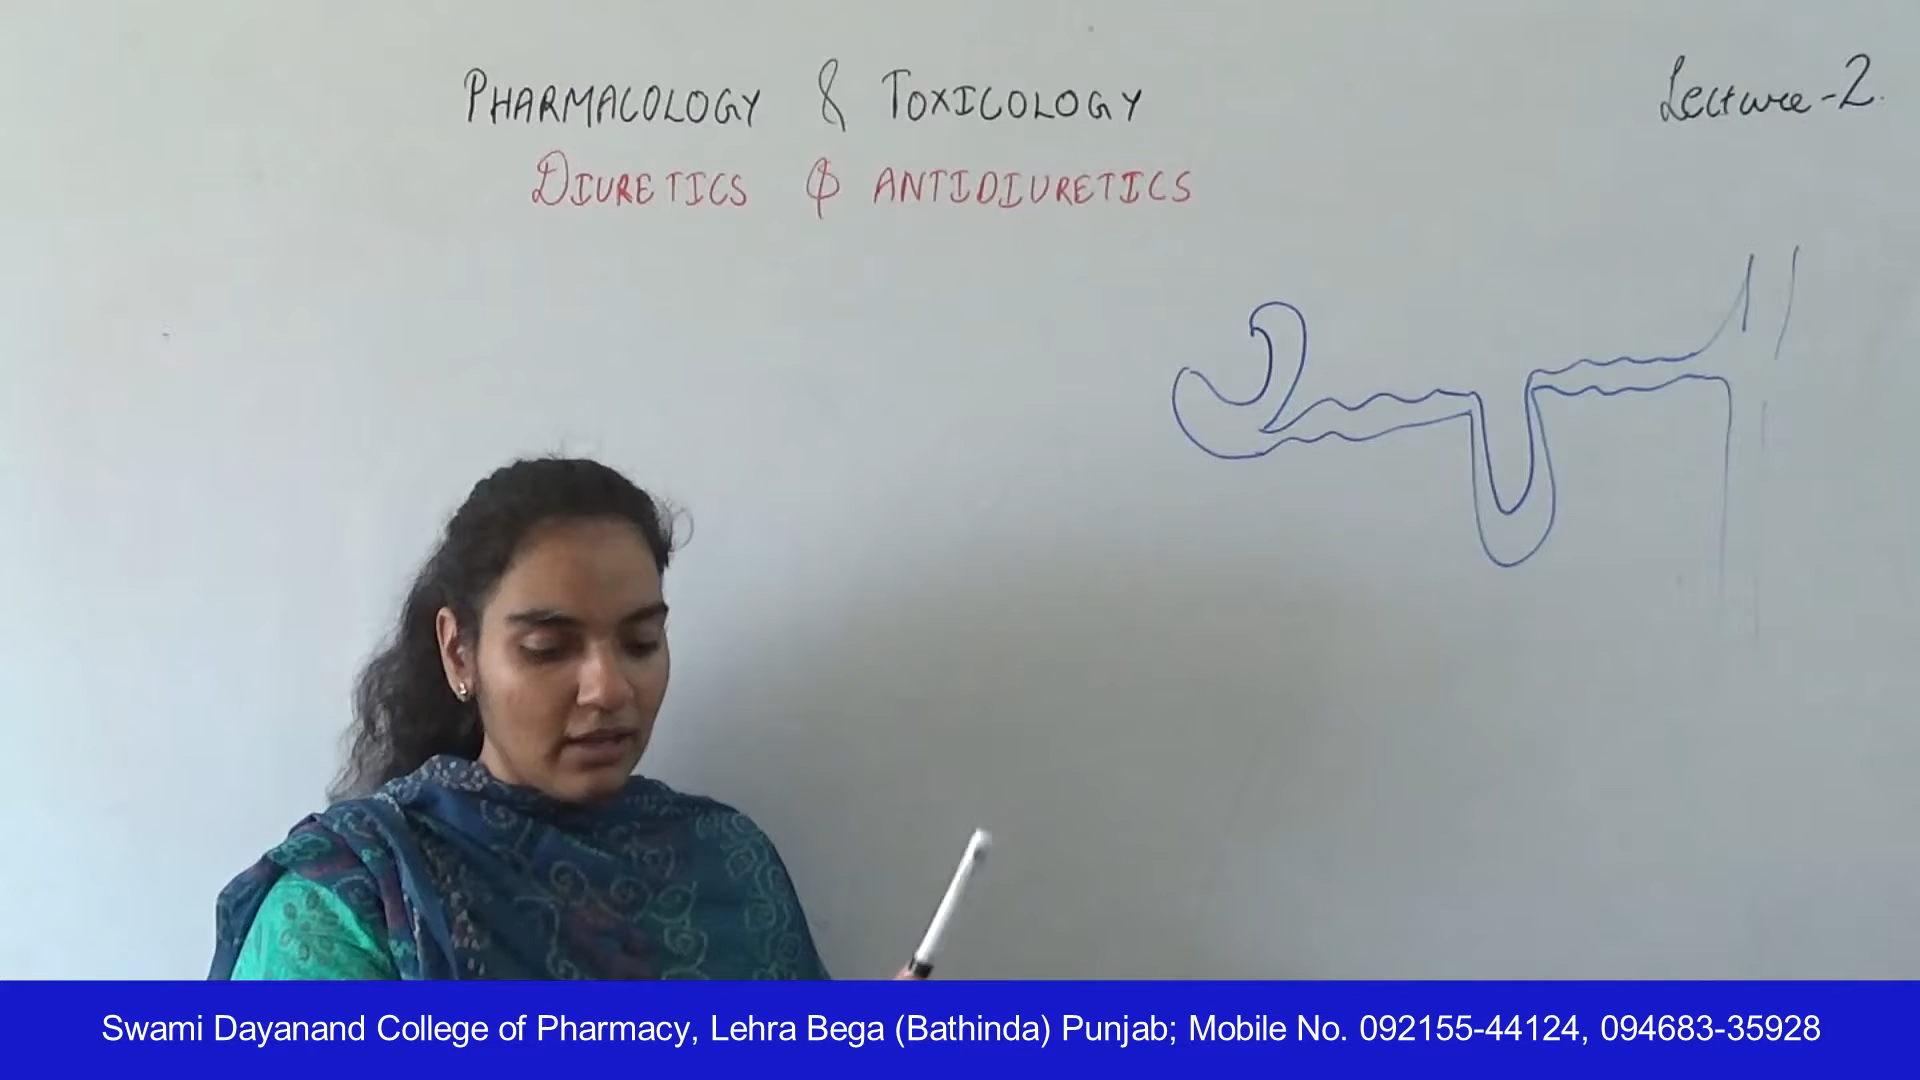 PHARMACOLOGY & TOXICOLOGY
Lecture-2.
DIURETICS & ANTIDIURETICS
Swami Dayanand College of Pharmacy, Lehra Bega (Bathinda) Punjab; Mobile No. 092155-44124, 094683-35928